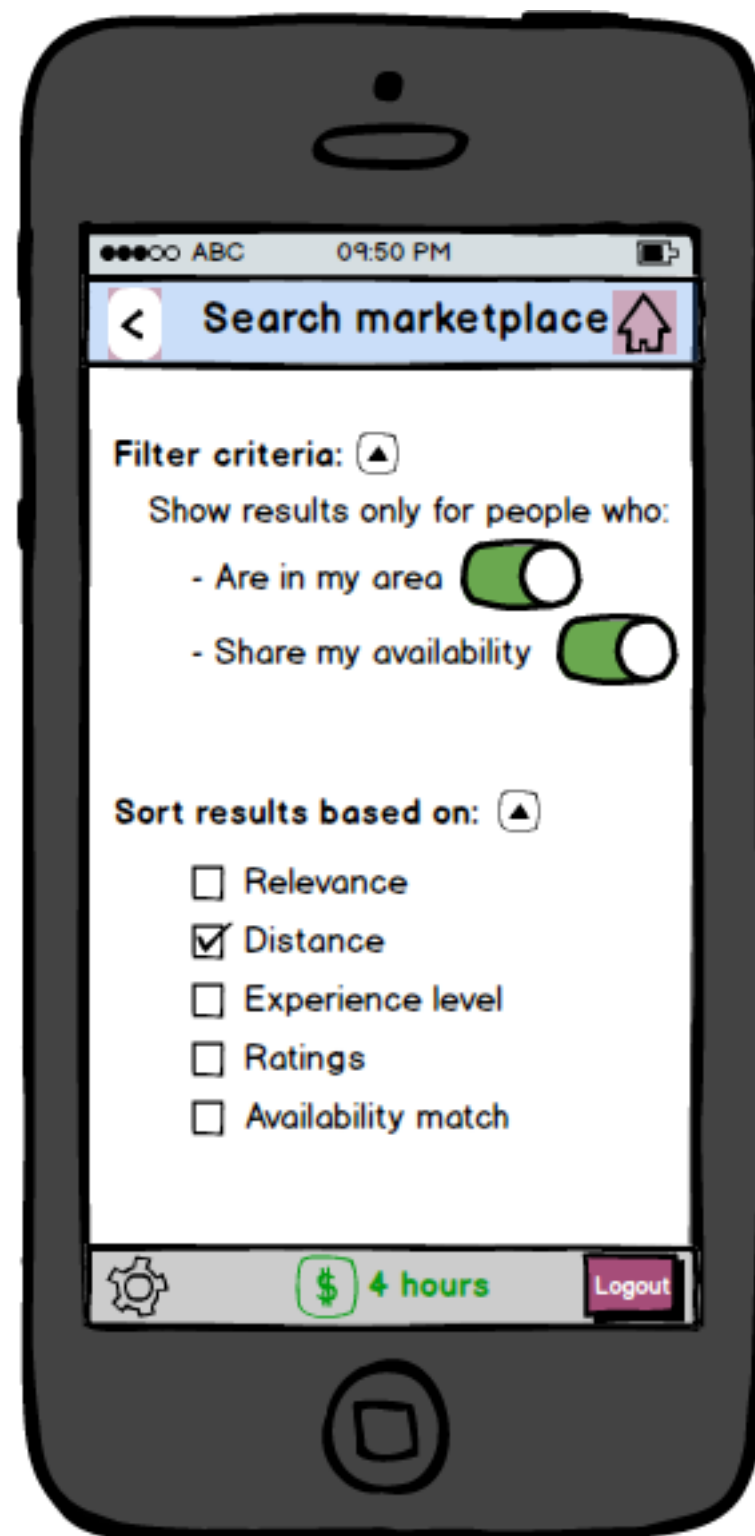 ABC 09:50 PM
< Search marketplace
Filter criteria:
Show results only for people who:
- Are in my area
- Share my availability
Sort results based on:
Relevance
Distance
Experience level
Ratings
Availability match
$ 4 hours Logout